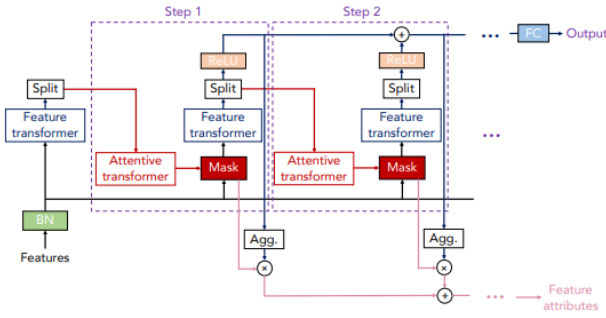 Step 1
Step 2
FC
Output
ReLU
ReLU
Split
Split
Split
Feature
transformer
Feature
transformer
Feature
transformer
Attentive
transformer
Mask
Attentive
transformer
Mask
BN
Features
Agg.
Agg.
Feature
attributes